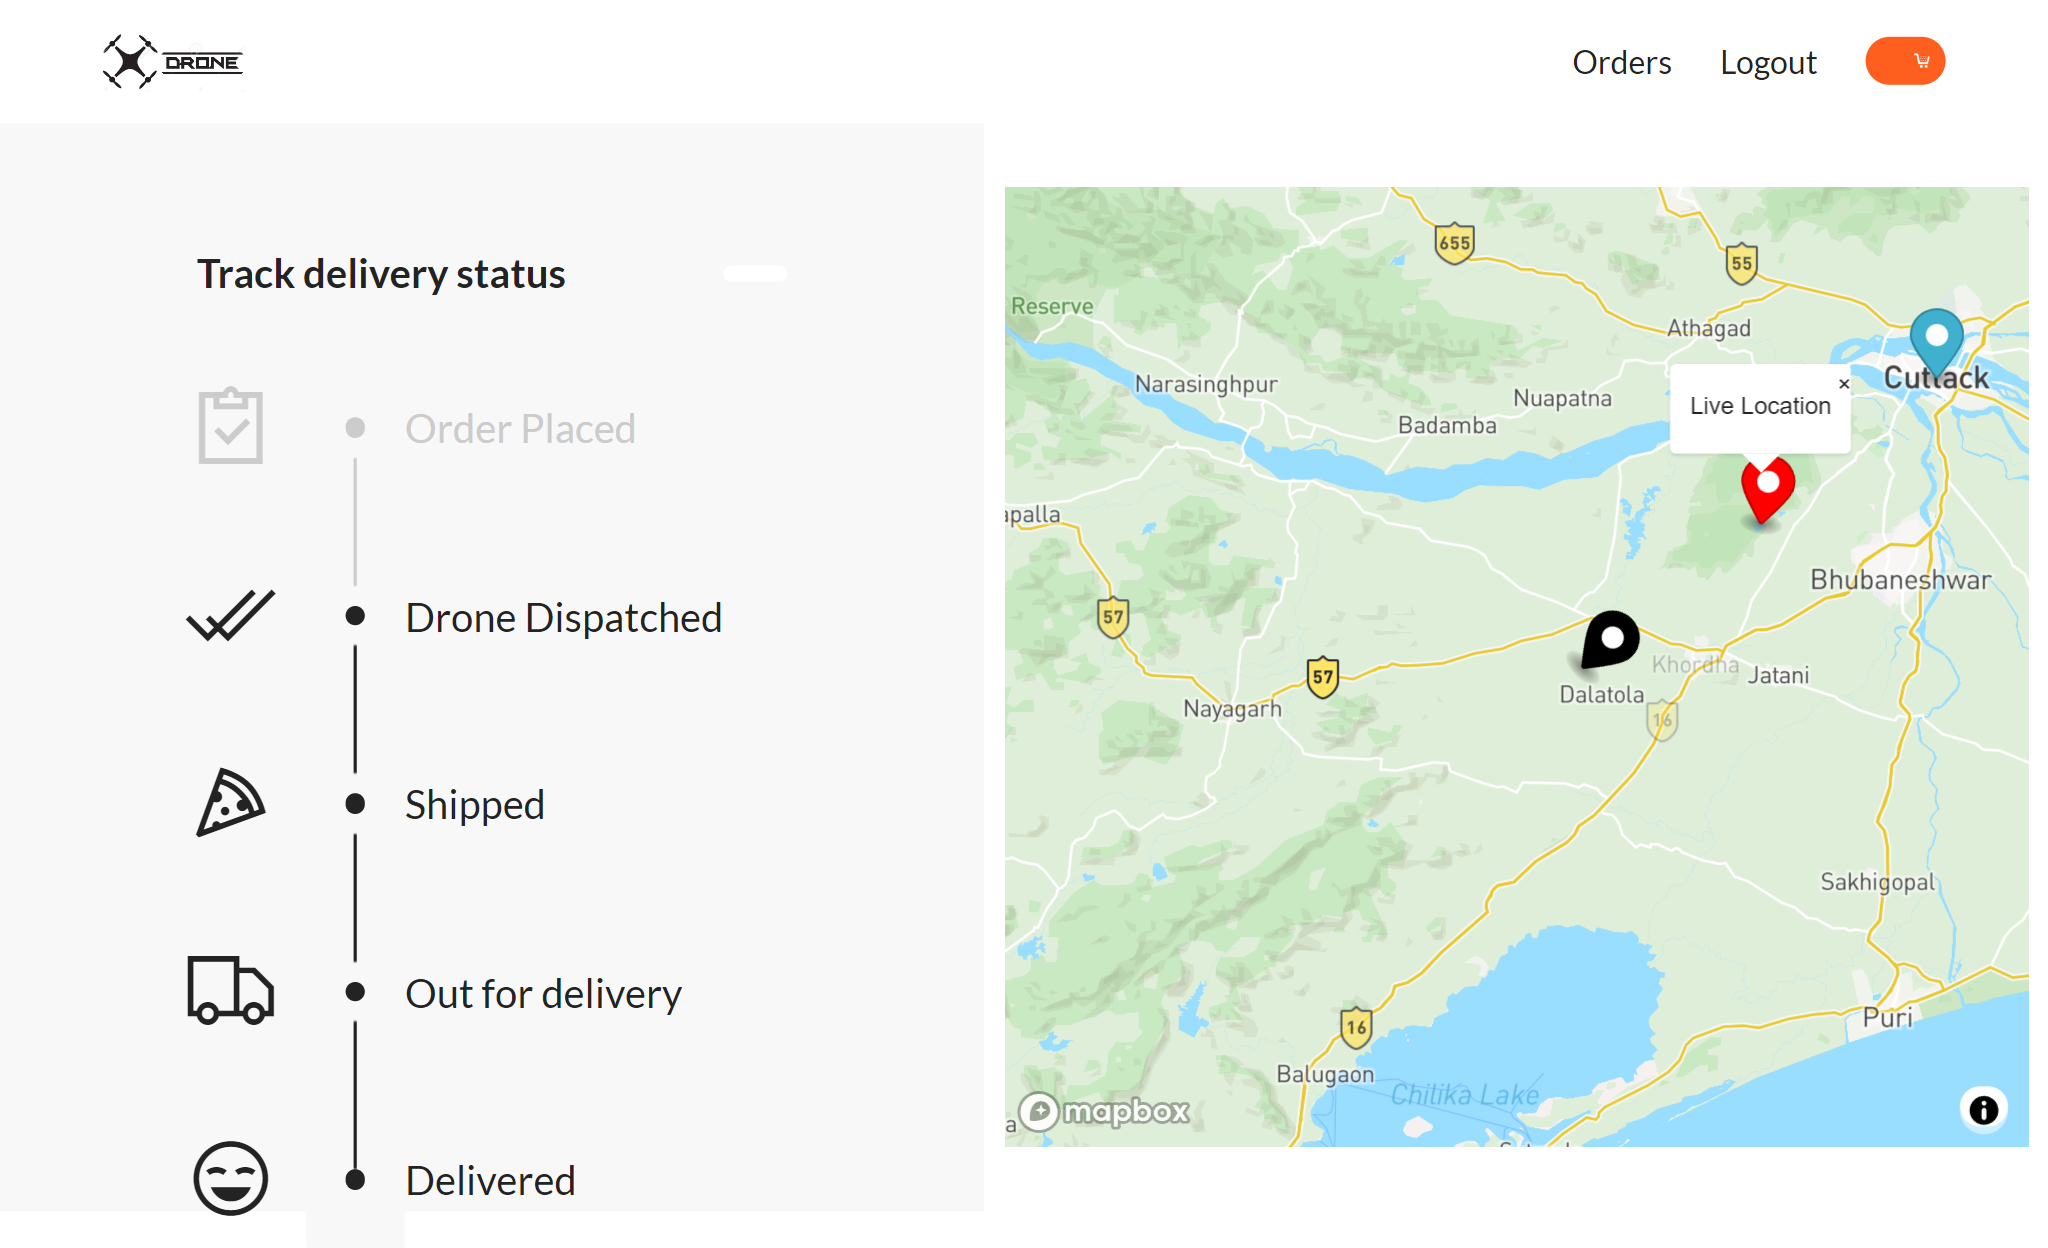 DRONE
Orders
Logout
Track delivery status
Order Placed
Drone Dispatched
Shipped
Out for delivery
Delivered
655
55
Reserve
Athagad
Narasinghpur
Cuttack
Nuapatna
Live Location
×
Badamba
apalla
Bhubaneshwar
57
Khordha
Jatani
57
Dalatola
Nayagarh
16
Sakhigopal
Puri
16
Balugaon
Chilika Lake
mapbox
a